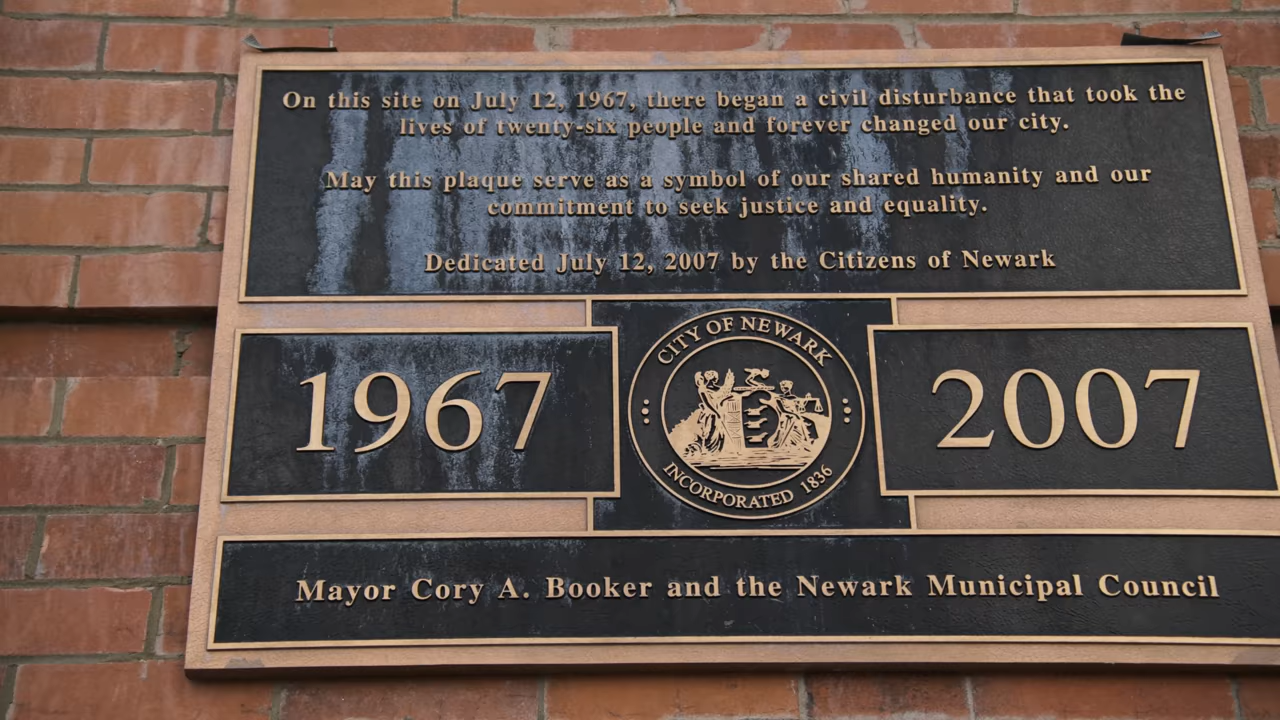 On this site on July 12, 1967, there began a civil disturbance that took the
lives of twenty-six people and forever changed our city.
May this plaque serve as a symbol of our shared humanity and our
commitment to seek justice and equality.
Dedicated July 12, 2007 by the Citizens of Newark
1967
CITY OF NEWARK
INCORPORATED 1836
2007
Mayor Cory A. Booker and the Newark Municipal Council